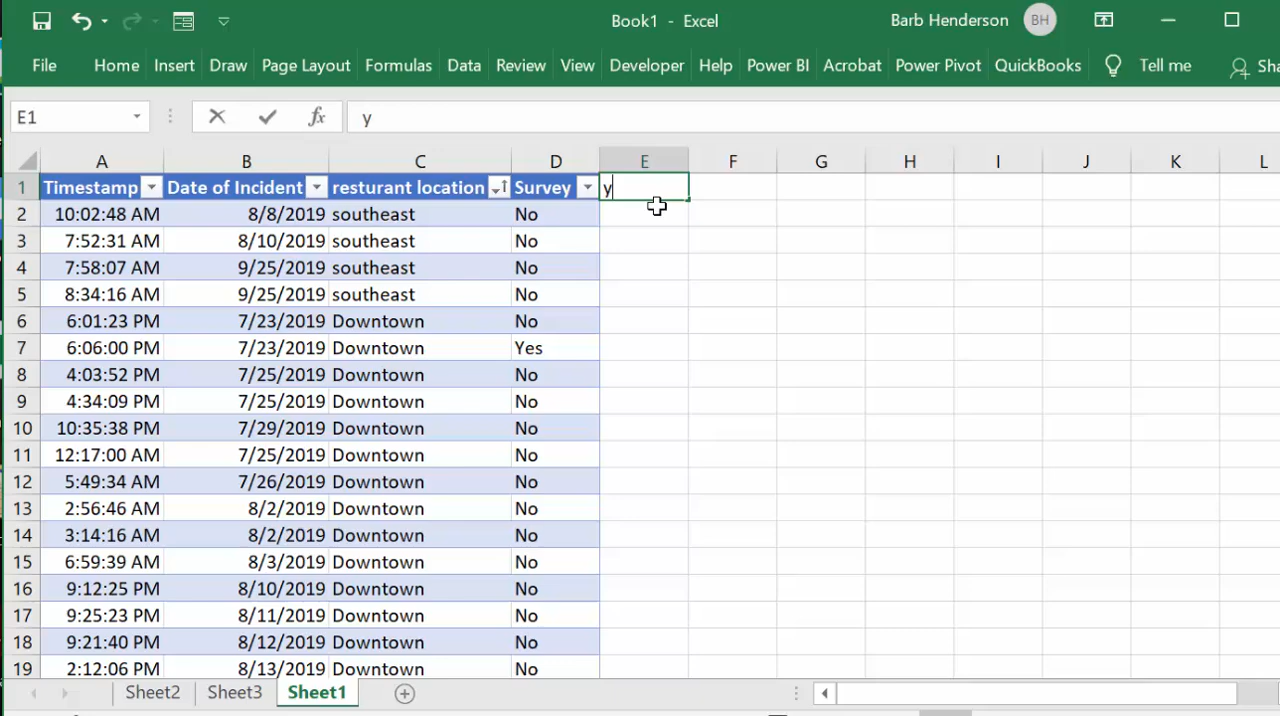 Book1 - Excel
Barb Henderson
BH
File Home Insert Draw Page Layout Formulas Data Review View Developer Help Power BI Acrobat Power Pivot QuickBooks Tell me Sha
E1 fx y
A B C D E F G H I J K L
1 Timestamp Date of Incident resturant location Survey y
2 10:02:48 AM 8/8/2019 southeast No
3 7:52:31 AM 8/10/2019 southeast No
4 7:58:07 AM 9/25/2019 southeast No
5 8:34:16 AM 9/25/2019 southeast No
6 6:01:23 PM 7/23/2019 Downtown No
7 6:06:00 PM 7/23/2019 Downtown Yes
8 4:03:52 PM 7/25/2019 Downtown No
9 4:34:09 PM 7/25/2019 Downtown No
10 10:35:38 PM 7/29/2019 Downtown No
11 12:17:00 AM 7/25/2019 Downtown No
12 5:49:34 AM 7/26/2019 Downtown No
13 2:56:46 AM 8/2/2019 Downtown No
14 3:14:16 AM 8/2/2019 Downtown No
15 6:59:39 AM 8/3/2019 Downtown No
16 9:12:25 PM 8/10/2019 Downtown No
17 9:25:23 PM 8/11/2019 Downtown No
18 9:21:40 PM 8/12/2019 Downtown No
19 2:12:06 PM 8/13/2019 Downtown No
Sheet2 Sheet3 Sheet1